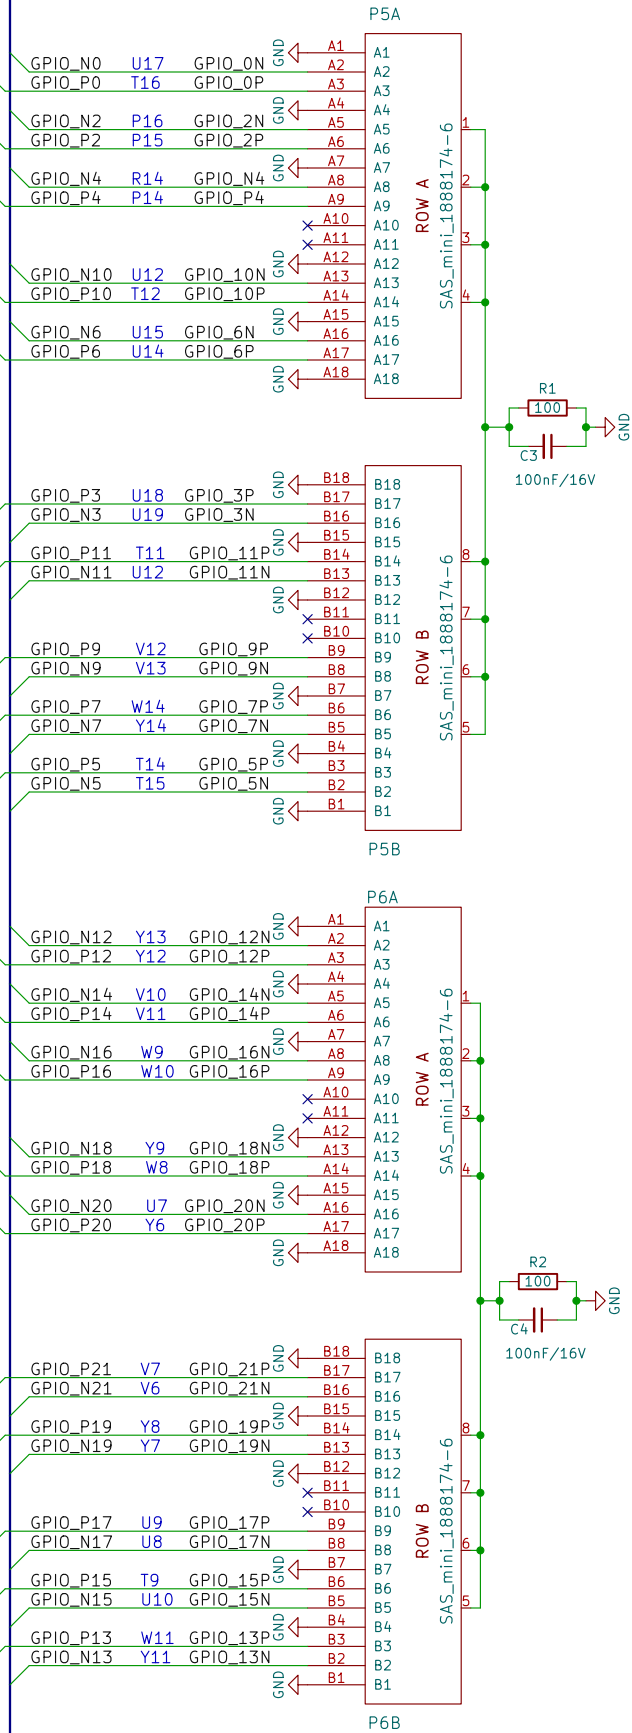 P5A
GND A1 A1
GPIO_N0 U17 GPIO_0N A2 A2
GPIO_P0 T16 GPIO_0P A3 A3
GND A4 A4
GPIO_N2 P16 GPIO_2N A5 A5 1
GPIO_P2 P15 GPIO_2P A6 A6
GND A7 A7
GPIO_N4 R14 GPIO_N4 A8 A8 2
GPIO_P4 P14 GPIO_P4 A9 A9
ROW A
SAS_mini_1888174-6
A10 A10
A11 A11 3
GND A12 A12
GPIO_N10 U12 GPIO_10N A13 A13
GPIO_P10 T12 GPIO_10P A14 A14 4
GND A15 A15
GPIO_N6 U15 GPIO_6N A16 A16
GPIO_P6 U14 GPIO_6P A17 A17
GND A18 A18
R1
100
GND
C3
100nF/16V
GND B18 B18
GPIO_P3 U18 GPIO_3P B17 B17
GPIO_N3 U19 GPIO_3N B16 B16
GND B15 B15
GPIO_P11 T11 GPIO_11P B14 B14 8
GPIO_N11 U12 GPIO_11N B13 B13
GND B12 B12
B11 B11 7
B10 B10
ROW B
SAS_mini_1888174-6
GPIO_P9 V12 GPIO_9P B9 B9
GPIO_N9 V13 GPIO_9N B8 B8 6
GND B7 B7
GPIO_P7 W14 GPIO_7P B6 B6
GPIO_N7 Y14 GPIO_7N B5 B5 5
GND B4 B4
GPIO_P5 T14 GPIO_5P B3 B3
GPIO_N5 T15 GPIO_5N B2 B2
GND B1 B1
P5B
P6A
GND A1 A1
GPIO_N12 Y13 GPIO_12N A2 A2
GPIO_P12 Y12 GPIO_12P A3 A3
GND A4 A4
GPIO_N14 V10 GPIO_14N A5 A5 1
GPIO_P14 V11 GPIO_14P A6 A6
GND A7 A7
GPIO_N16 W9 GPIO_16N A8 A8 2
GPIO_P16 W10 GPIO_16P A9 A9
ROW A
SAS_mini_1888174-6
A10 A10
A11 A11 3
GND A12 A12
GPIO_N18 Y9 GPIO_18N A13 A13
GPIO_P18 W8 GPIO_18P A14 A14 4
GND A15 A15
GPIO_N20 U7 GPIO_20N A16 A16
GPIO_P20 Y6 GPIO_20P A17 A17
GND A18 A18
R2
100
GND
C4
100nF/16V
GND B18 B18
GPIO_P21 V7 GPIO_21P B17 B17
GPIO_N21 V6 GPIO_21N B16 B16
GND B15 B15
GPIO_P19 Y8 GPIO_19P B14 B14 8
GPIO_N19 Y7 GPIO_19N B13 B13
GND B12 B12
B11 B11 7
B10 B10
ROW B
SAS_mini_1888174-6
GPIO_P17 U9 GPIO_17P B9 B9
GPIO_N17 U8 GPIO_17N B8 B8 6
GND B7 B7
GPIO_P15 T9 GPIO_15P B6 B6
GPIO_N15 U10 GPIO_15N B5 B5 5
GND B4 B4
GPIO_P13 W11 GPIO_13P B3 B3
GPIO_N13 Y11 GPIO_13N B2 B2
GND B1 B1
P6B